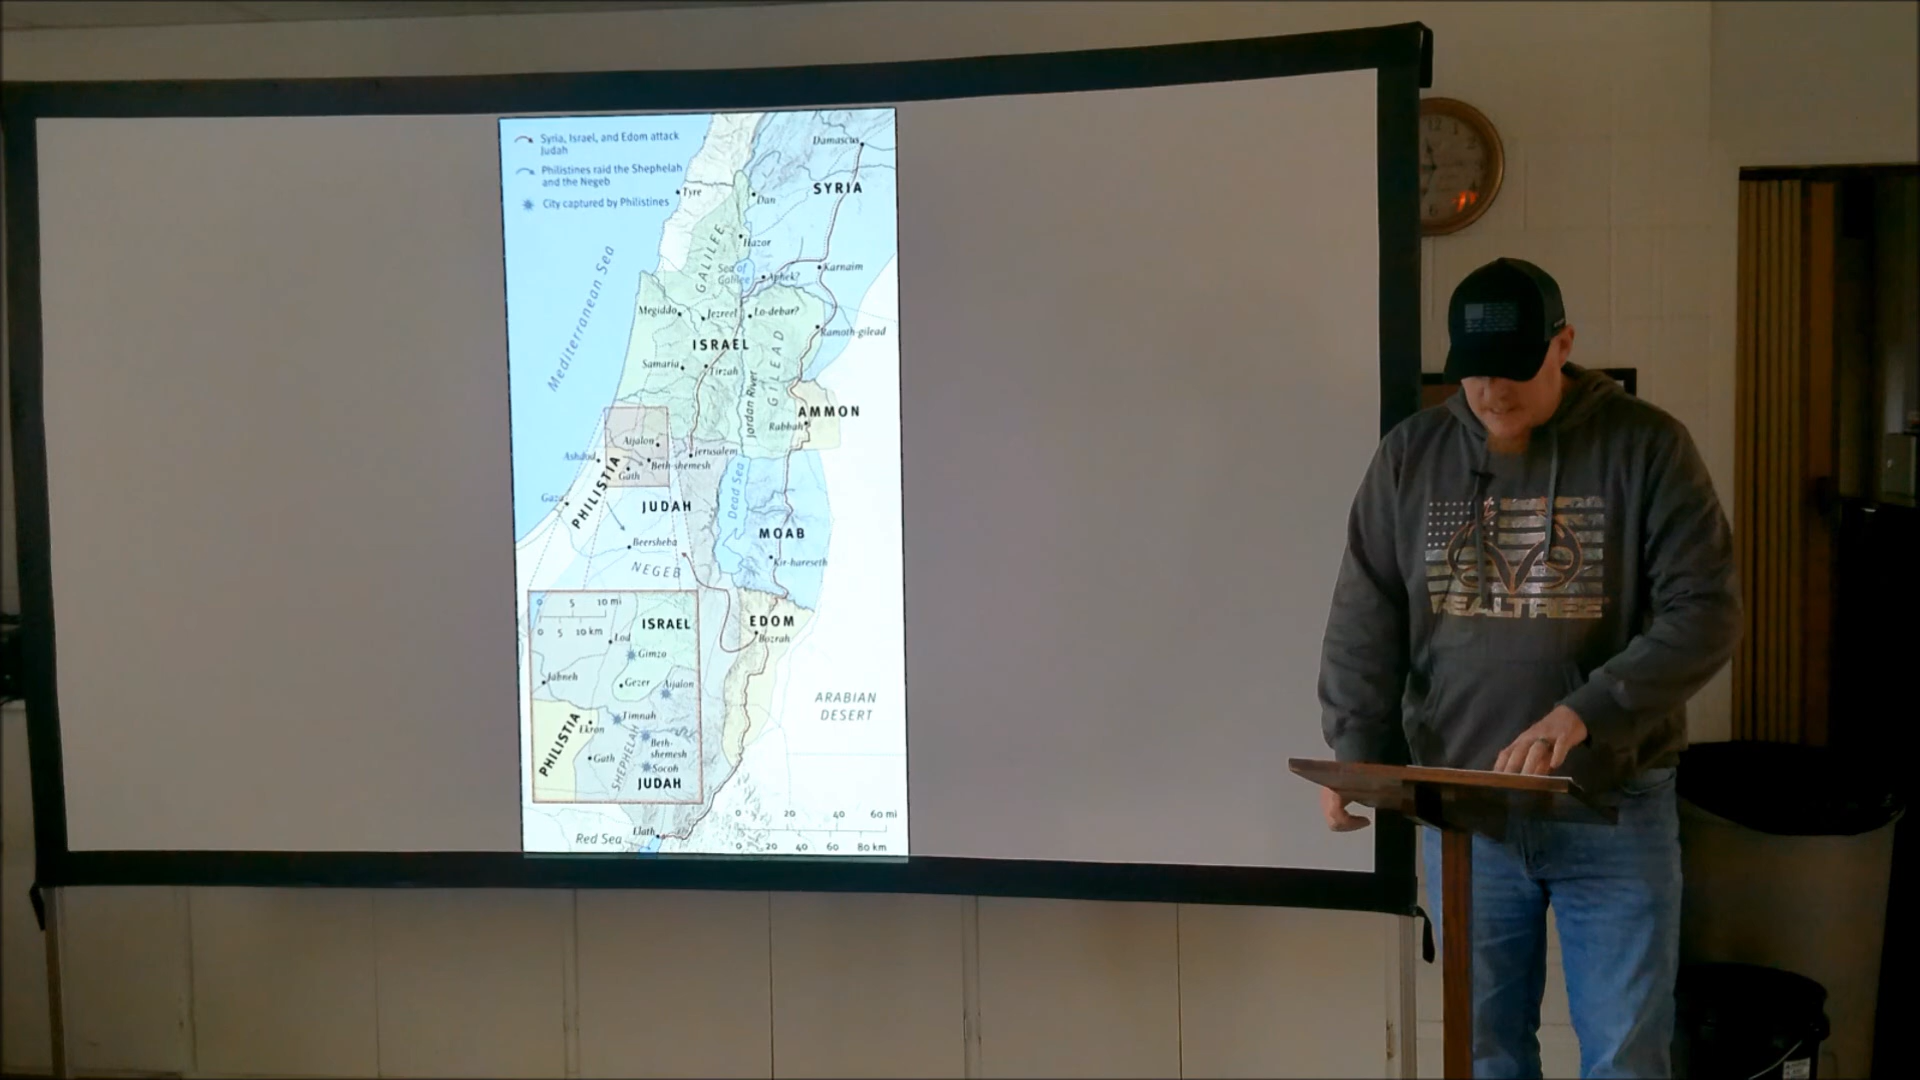 Syria, Israel, and Edom attack
Judah
Philistines raid the Shephelah
and the Negeb
City captured by Philistines
Damascus
SYRIA
Tyre
Dan
Hazor
GALILEE
Sea of
Galilee
Aphek?
Karnaim
Mediterranean Sea
Megiddo
Jezreel
Lo-debar?
Ramoth-gilead
ISRAEL
GILEAD
Samaria
Tirzah
Jordan River
AMMON
Rabbah
Aijalon
Jerusalem
Ashdod
Beth-shemesh
Gath
PHILISTIA
Gaza
JUDAH
Dead Sea
MOAB
Beersheba
Kir-hareseth
NEGEB
EDOM
Bozrah
ARABIAN
DESERT
0 5 10 mi
0 5 10 km
ISRAEL
Lod
Gimzo
Jabneh
Gezer
Aijalon
Timnah
Ekron
PHILISTIA
SHEPHELAH
Beth-
shemesh
Gath
Socoh
JUDAH
Elath
Red Sea
0 20 40 60 mi
0 20 40 60 80 km
REALTREE
12
6